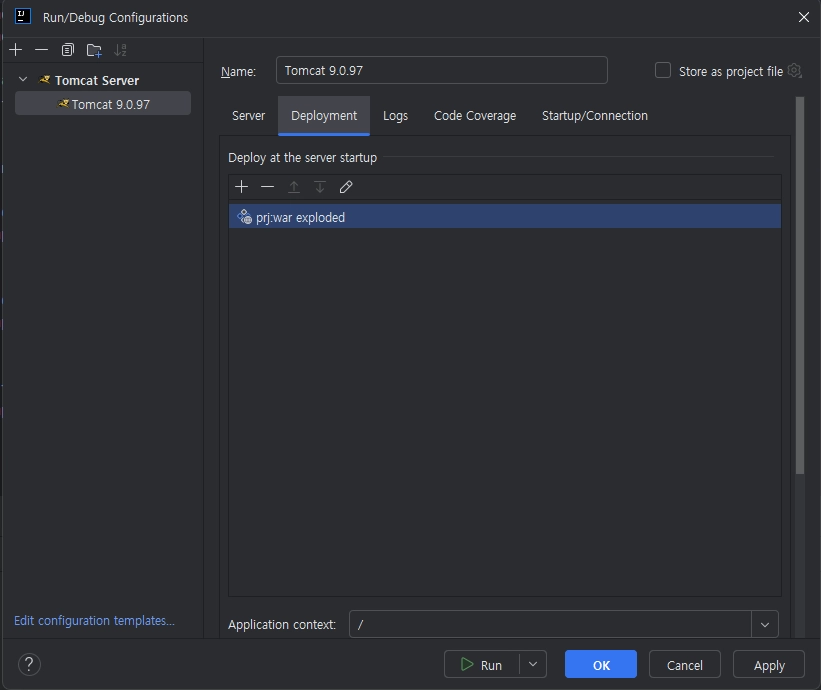 Run/Debug Configurations
Tomcat Server
Tomcat 9.0.97
Name: Tomcat 9.0.97
Store as project file
Server Deployment Logs Code Coverage Startup/Connection
Deploy at the server startup
prj:war exploded
Application context: /
Edit configuration templates...
? Run OK Cancel Apply